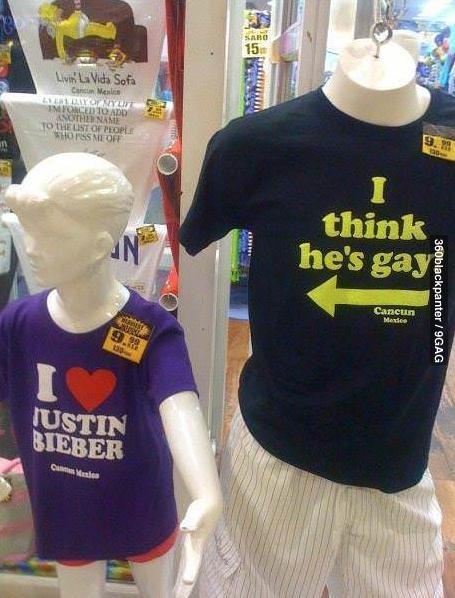 Livin' La Vida Sofa
Cancun Mexico
EVERY DAY OF MY LIFE
I'M FORCED TO ADD
ANOTHER NAME
TO THE LIST OF PEOPLE
WHO PISS ME OFF
15
9.99
I
think
he's gay
Cancun
Mexico
9.99
I ❤
JUSTIN
BIEBER
Cancun Mexico
360blackpanter / 9GAG